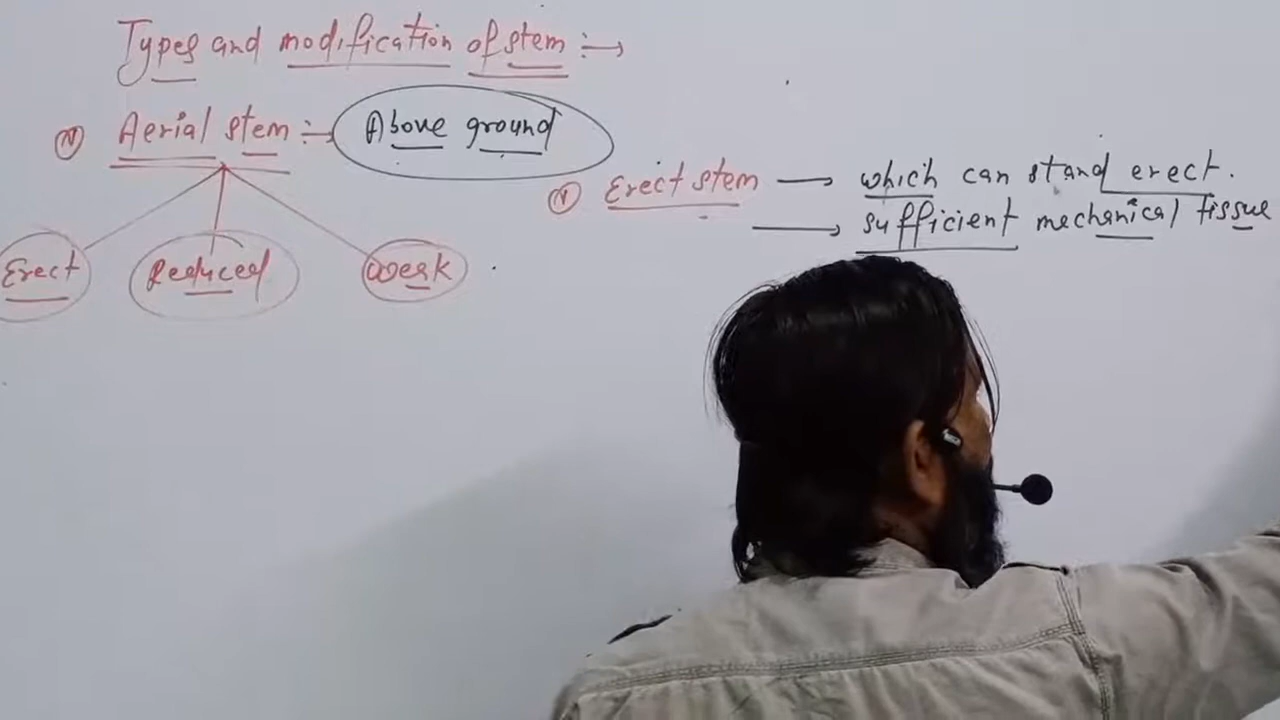 Types and modification of stem :→
Aerial stem :- Above ground
Erect Reduced Weak
Erect stem → which can stand erect.
→ sufficient mechanical tissue